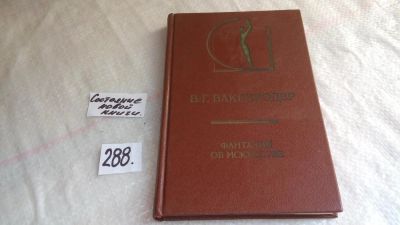 Состояние
новой
книги.
288.
В.Г. ВАКЕНРОДЕР
ФАНТАЗИИ
ОБ ИСКУССТВЕ